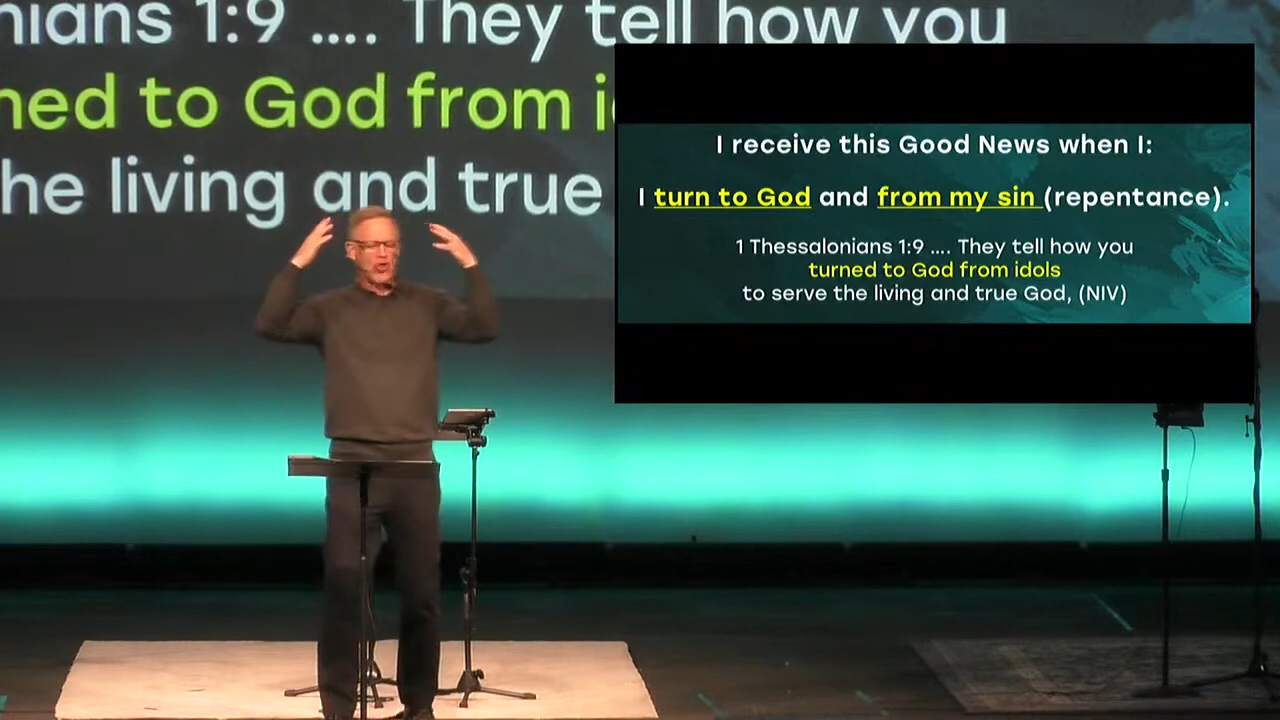 nians 1:9 .... They tell how you
ned to God from i
he living and true
I receive this Good News when I:
I turn to God and from my sin (repentance).
1 Thessalonians 1:9 .... They tell how you
turned to God from idols
to serve the living and true God, (NIV)